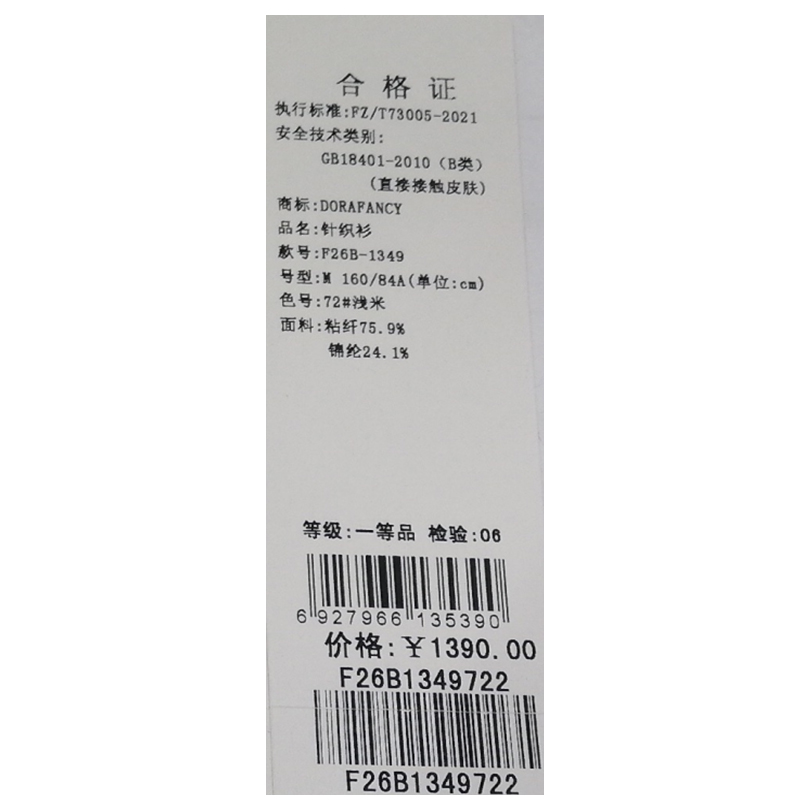 合格证
执行标准:FZ/T73005-2021
安全技术类别:
GB18401-2010（B类）
(直接接触皮肤)
商标:DORAFANCY
品名:针织衫
款号:F26B-1349
号型:M 160/84A(单位:cm)
色号:72#浅米
面料:粘纤75.9%
锦纶24.1%
等级:一等品 检验:06
6 927966 135390
价格:￥1390.00
F26B1349722
F26B1349722